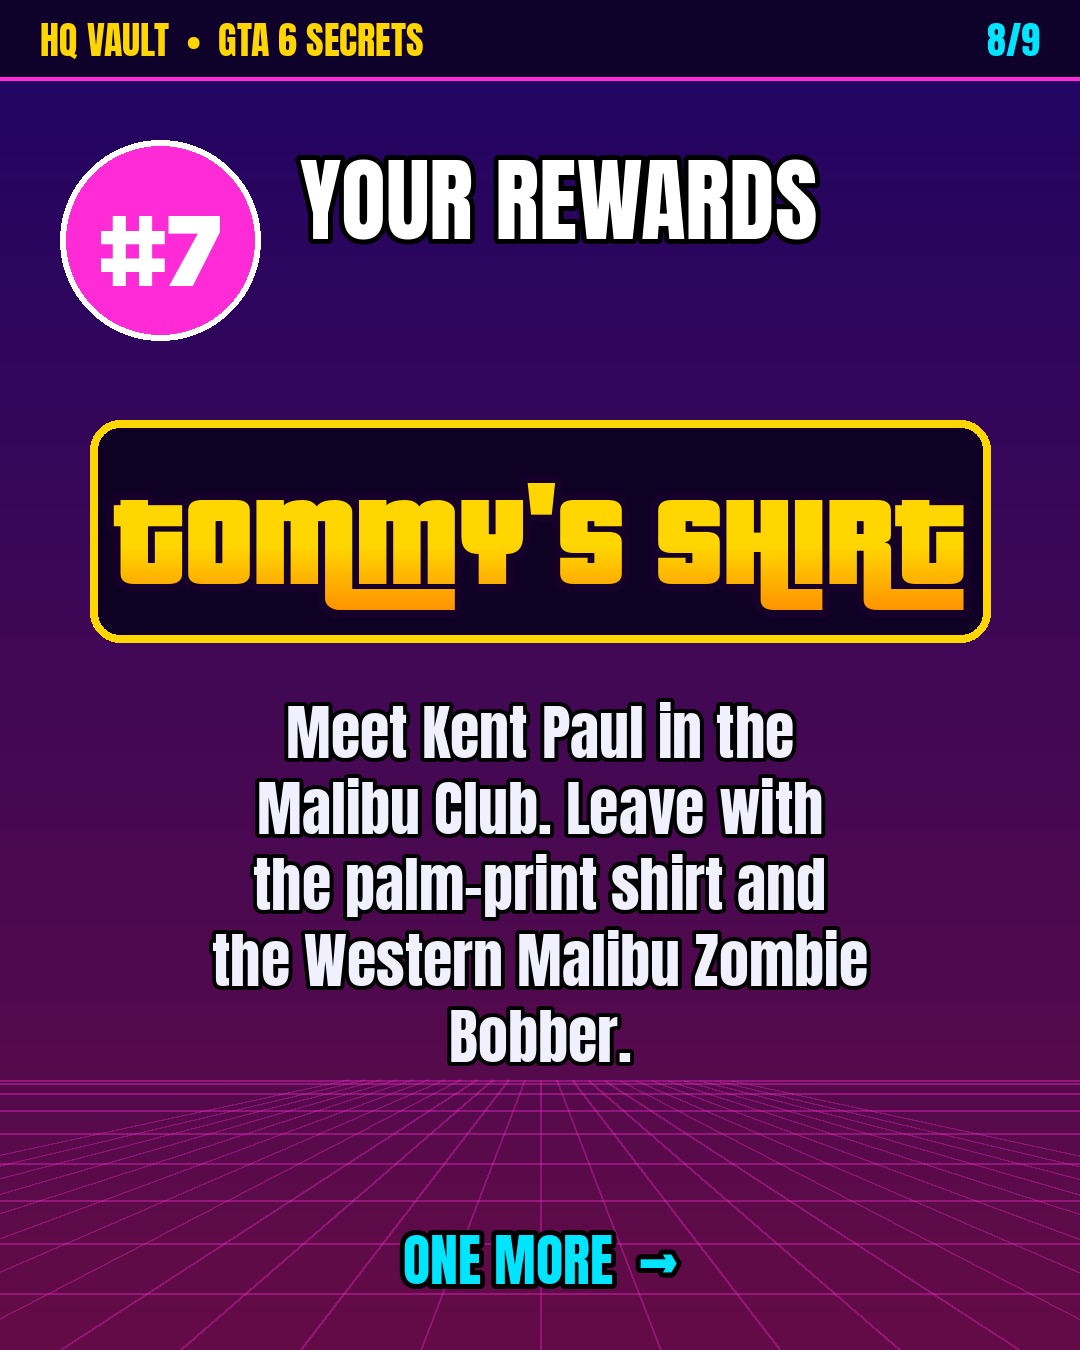 HQ VAULT • GTA 6 SECRETS
8/9
#7
YOUR REWARDS
TOMMY'S SHIRT
Meet Kent Paul in the
Malibu Club. Leave with
the palm-print shirt and
the Western Malibu Zombie
Bobber.
ONE MORE →